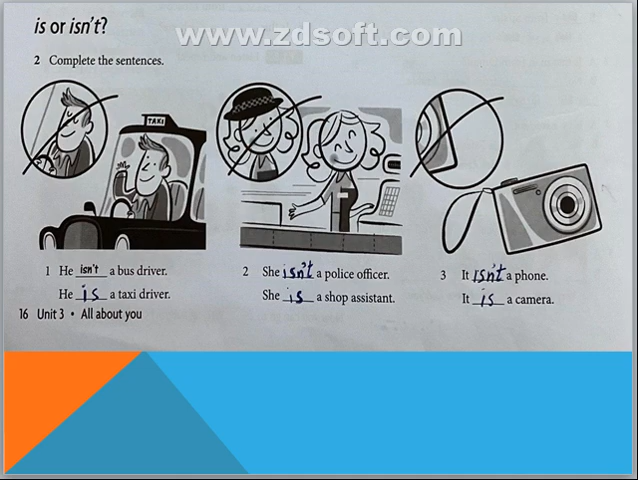 is or isn't?
www.zdsoft.com
2 Complete the sentences.
TAXI
1 He isn't a bus driver.
He is a taxi driver.
2 She isn't a police officer.
She is a shop assistant.
3 It isn't a phone.
It is a camera.
16 Unit 3 • All about you